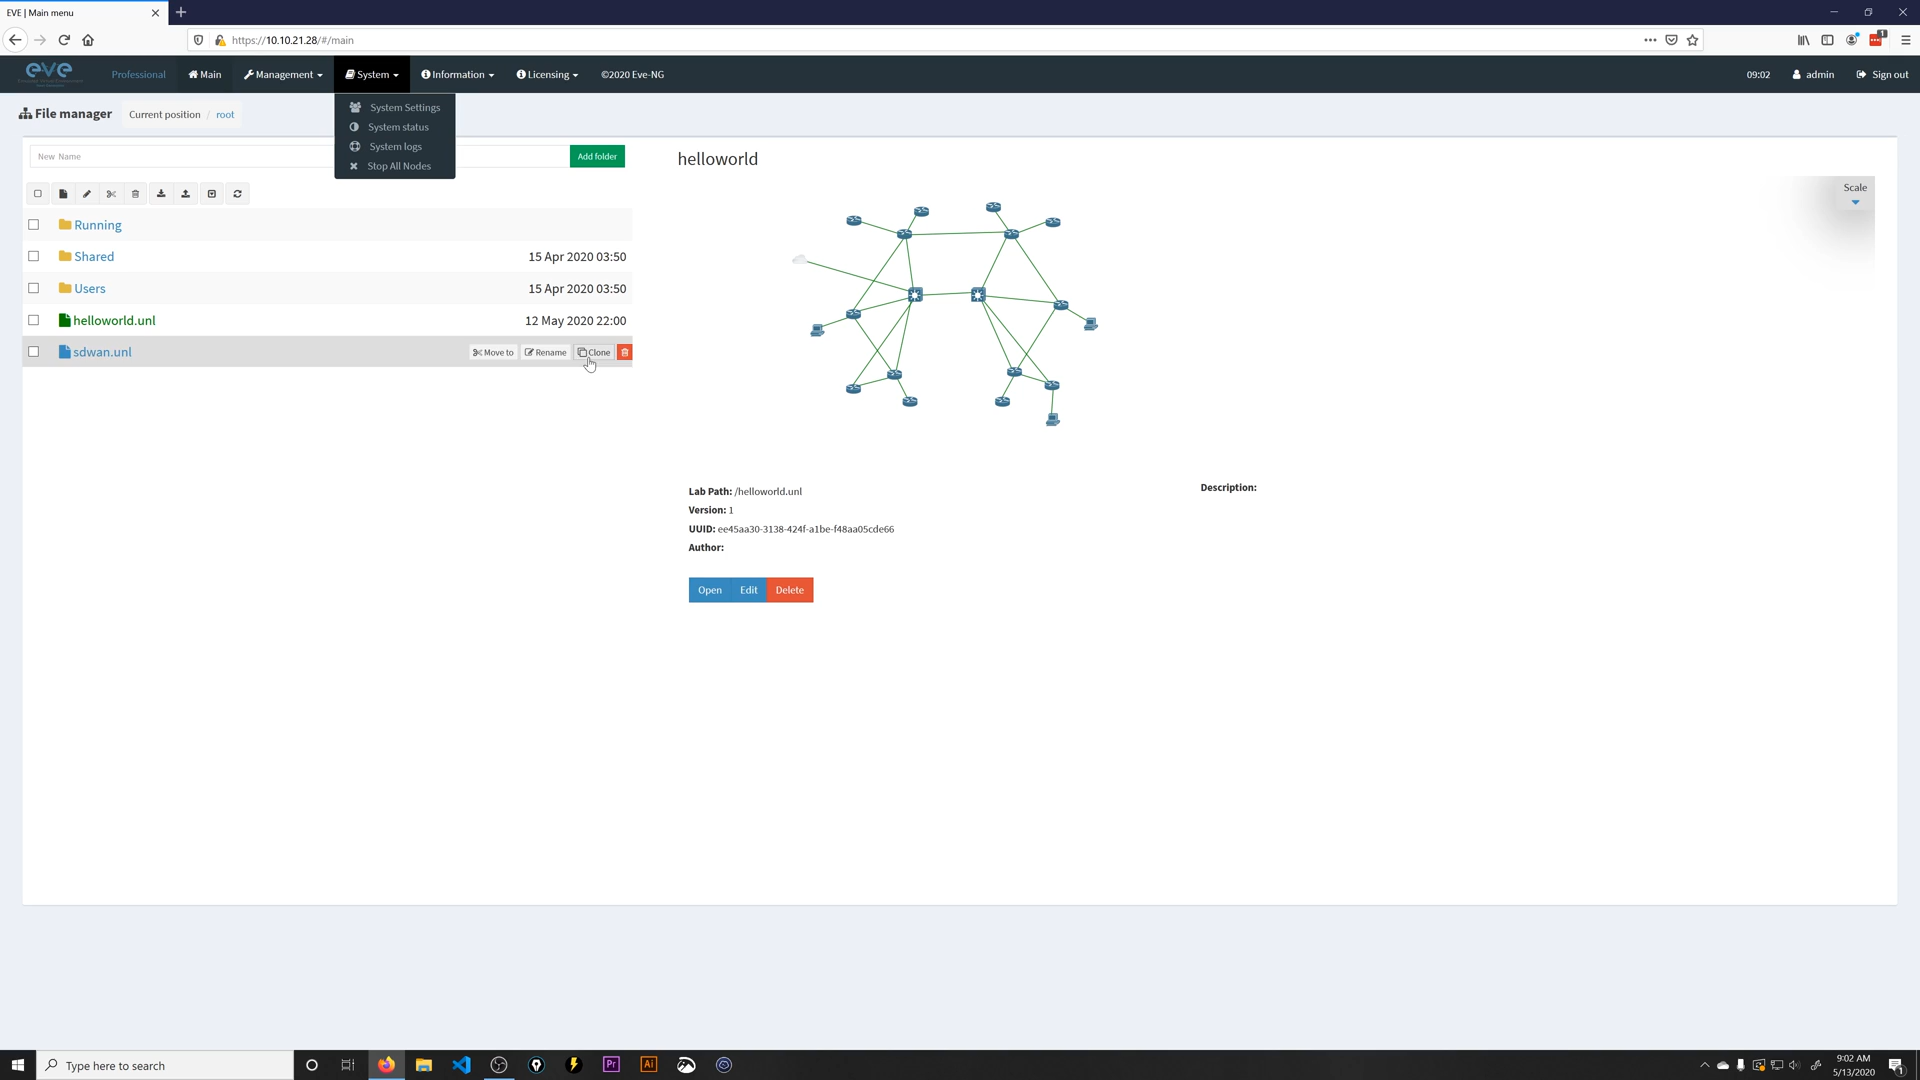 EVE | Main menu
https://10.10.21.28/#/main
1
eve
Professional
Main
Management
System
Information
Licensing
©2020 Eve-NG
09:02
admin
Sign out
System Settings
System status
System logs
Stop All Nodes
File manager
Current position / root
New Name
Add folder
helloworld
Scale
Running
Shared
15 Apr 2020 03:50
Users
15 Apr 2020 03:50
helloworld.unl
12 May 2020 22:00
sdwan.unl
Move to
Rename
Clone
Lab Path: /helloworld.unl
Version: 1
UUID: ee45aa30-3138-424f-a1be-f48aa05cde66
Author:
Description:
Open
Edit
Delete
Type here to search
Pr
Ai
9:02 AM
5/13/2020
1